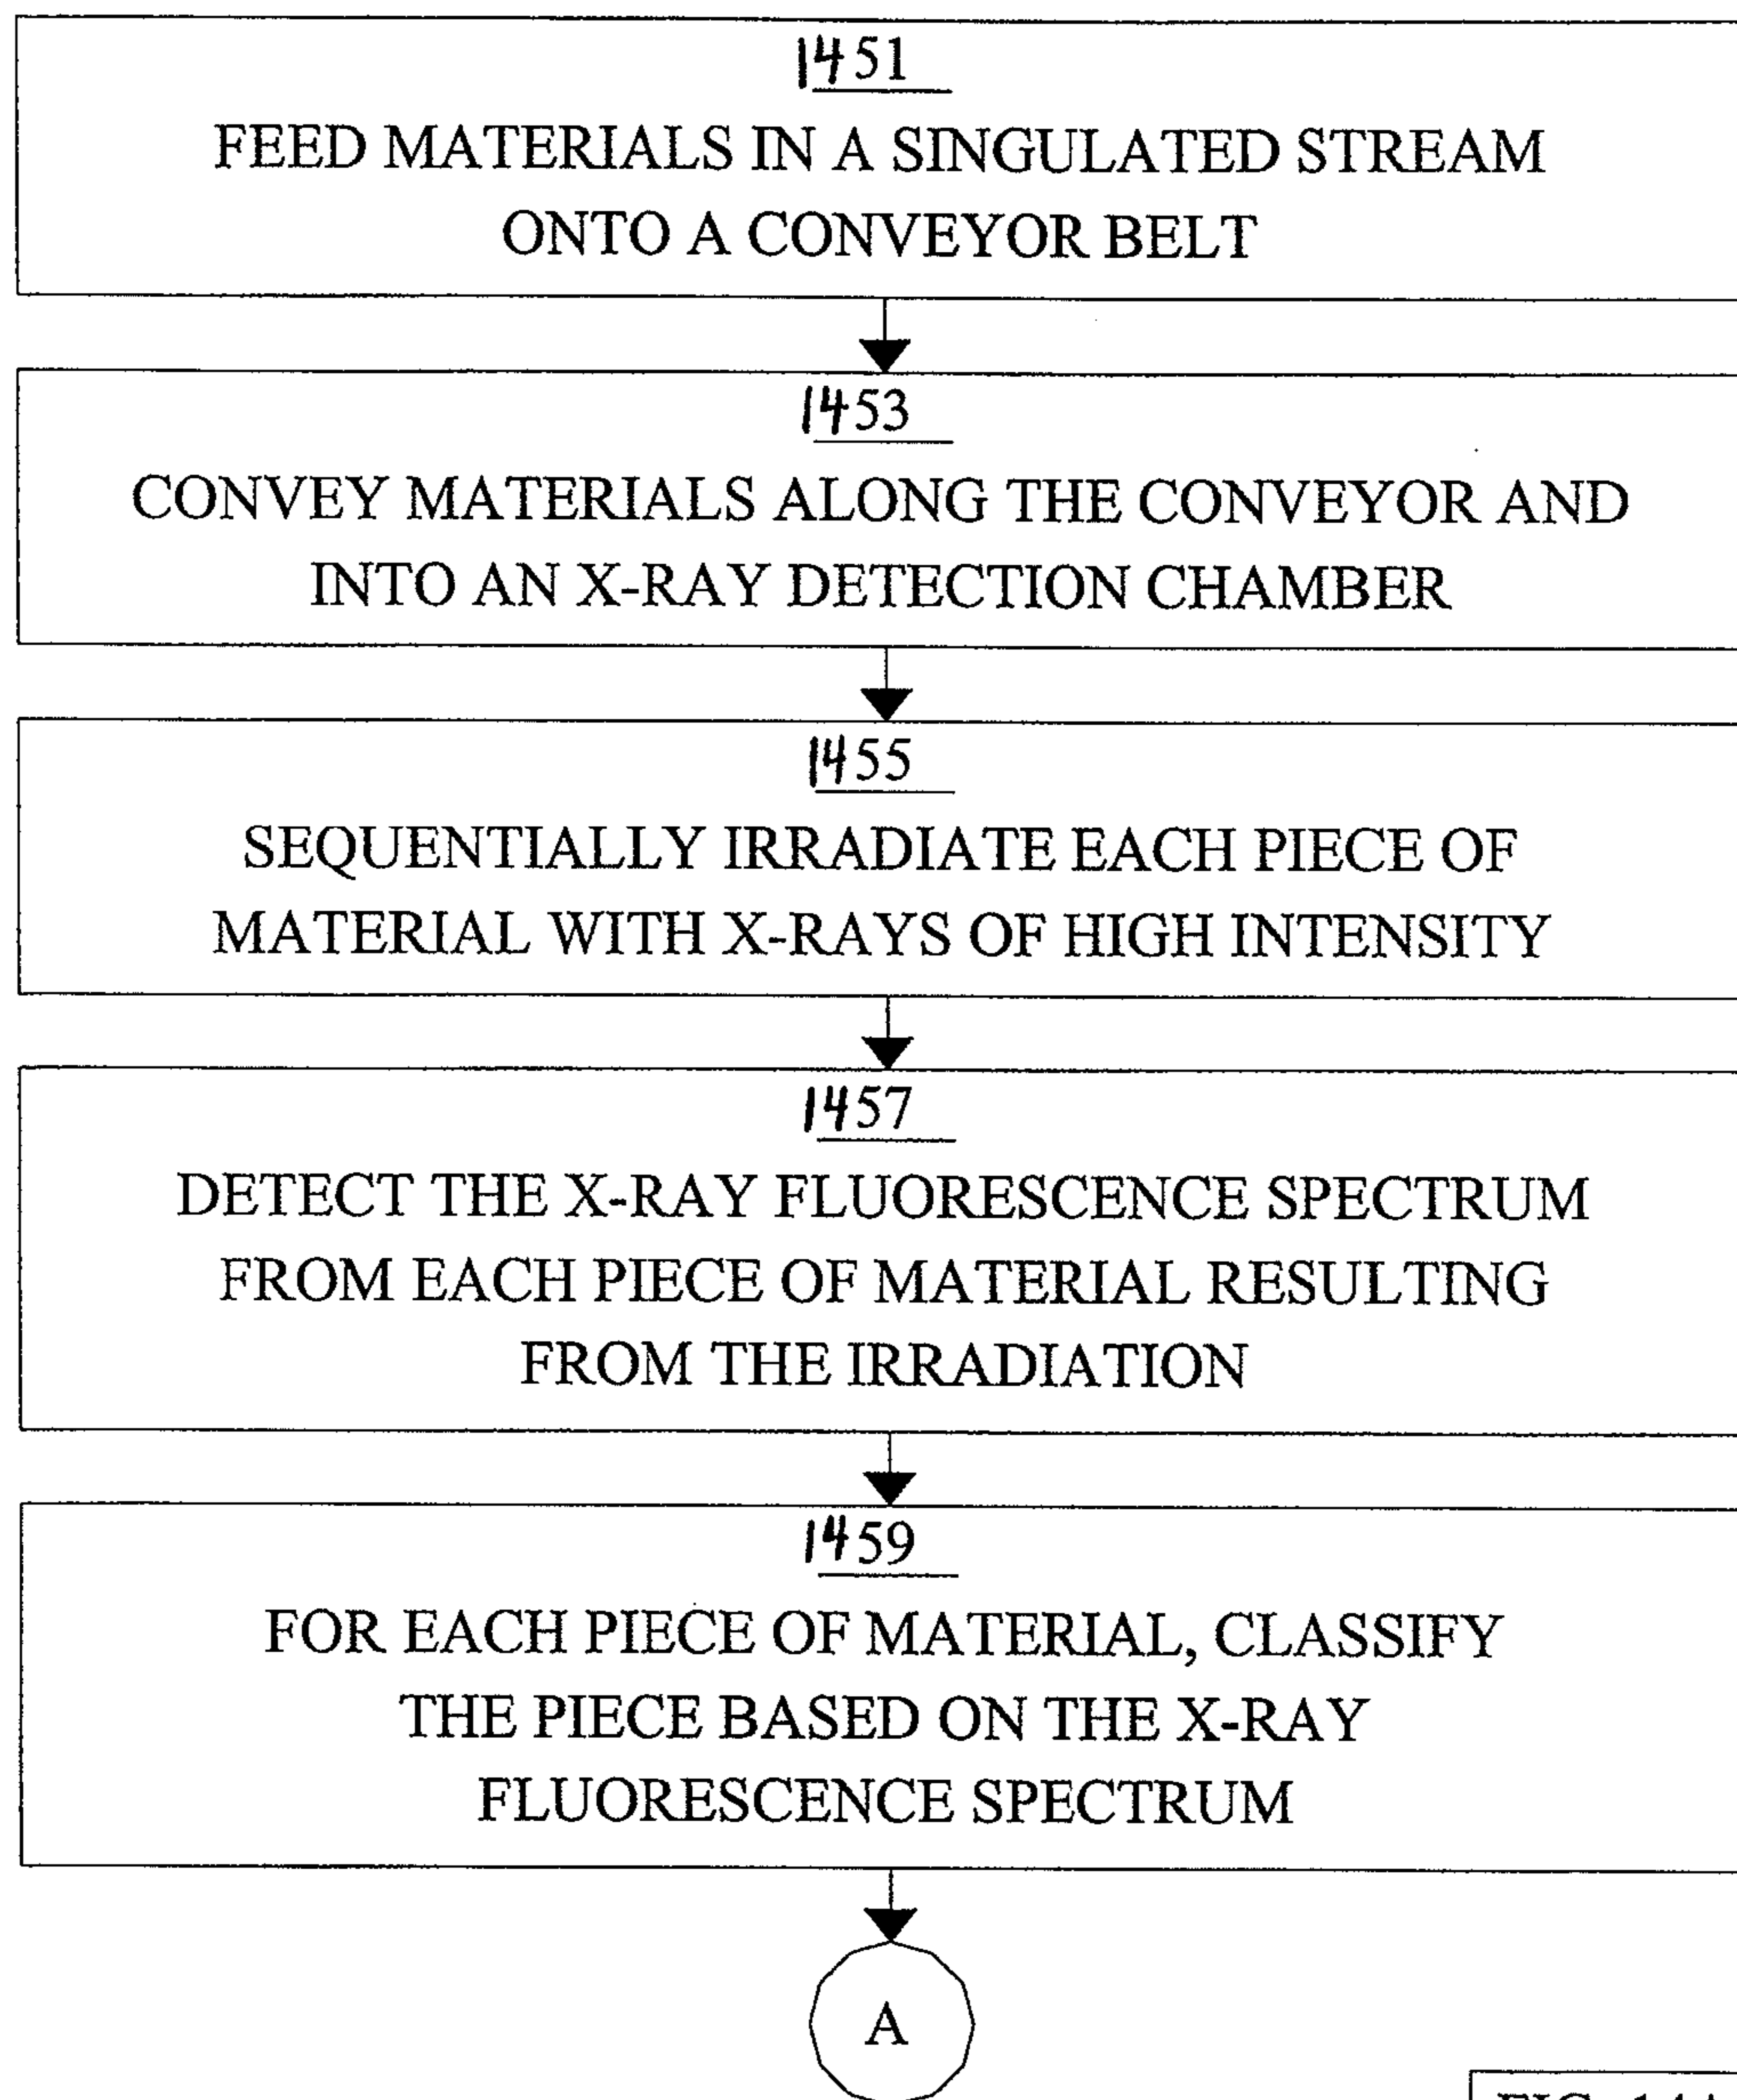 1451
FEED MATERIALS IN A SINGULATED STREAM
ONTO A CONVEYOR BELT
1453
CONVEY MATERIALS ALONG THE CONVEYOR AND
INTO AN X-RAY DETECTION CHAMBER
1455
SEQUENTIALLY IRRADIATE EACH PIECE OF
MATERIAL WITH X-RAYS OF HIGH INTENSITY
1457
DETECT THE X-RAY FLUORESCENCE SPECTRUM
FROM EACH PIECE OF MATERIAL RESULTING
FROM THE IRRADIATION
1459
FOR EACH PIECE OF MATERIAL, CLASSIFY
THE PIECE BASED ON THE X-RAY
FLUORESCENCE SPECTRUM
A